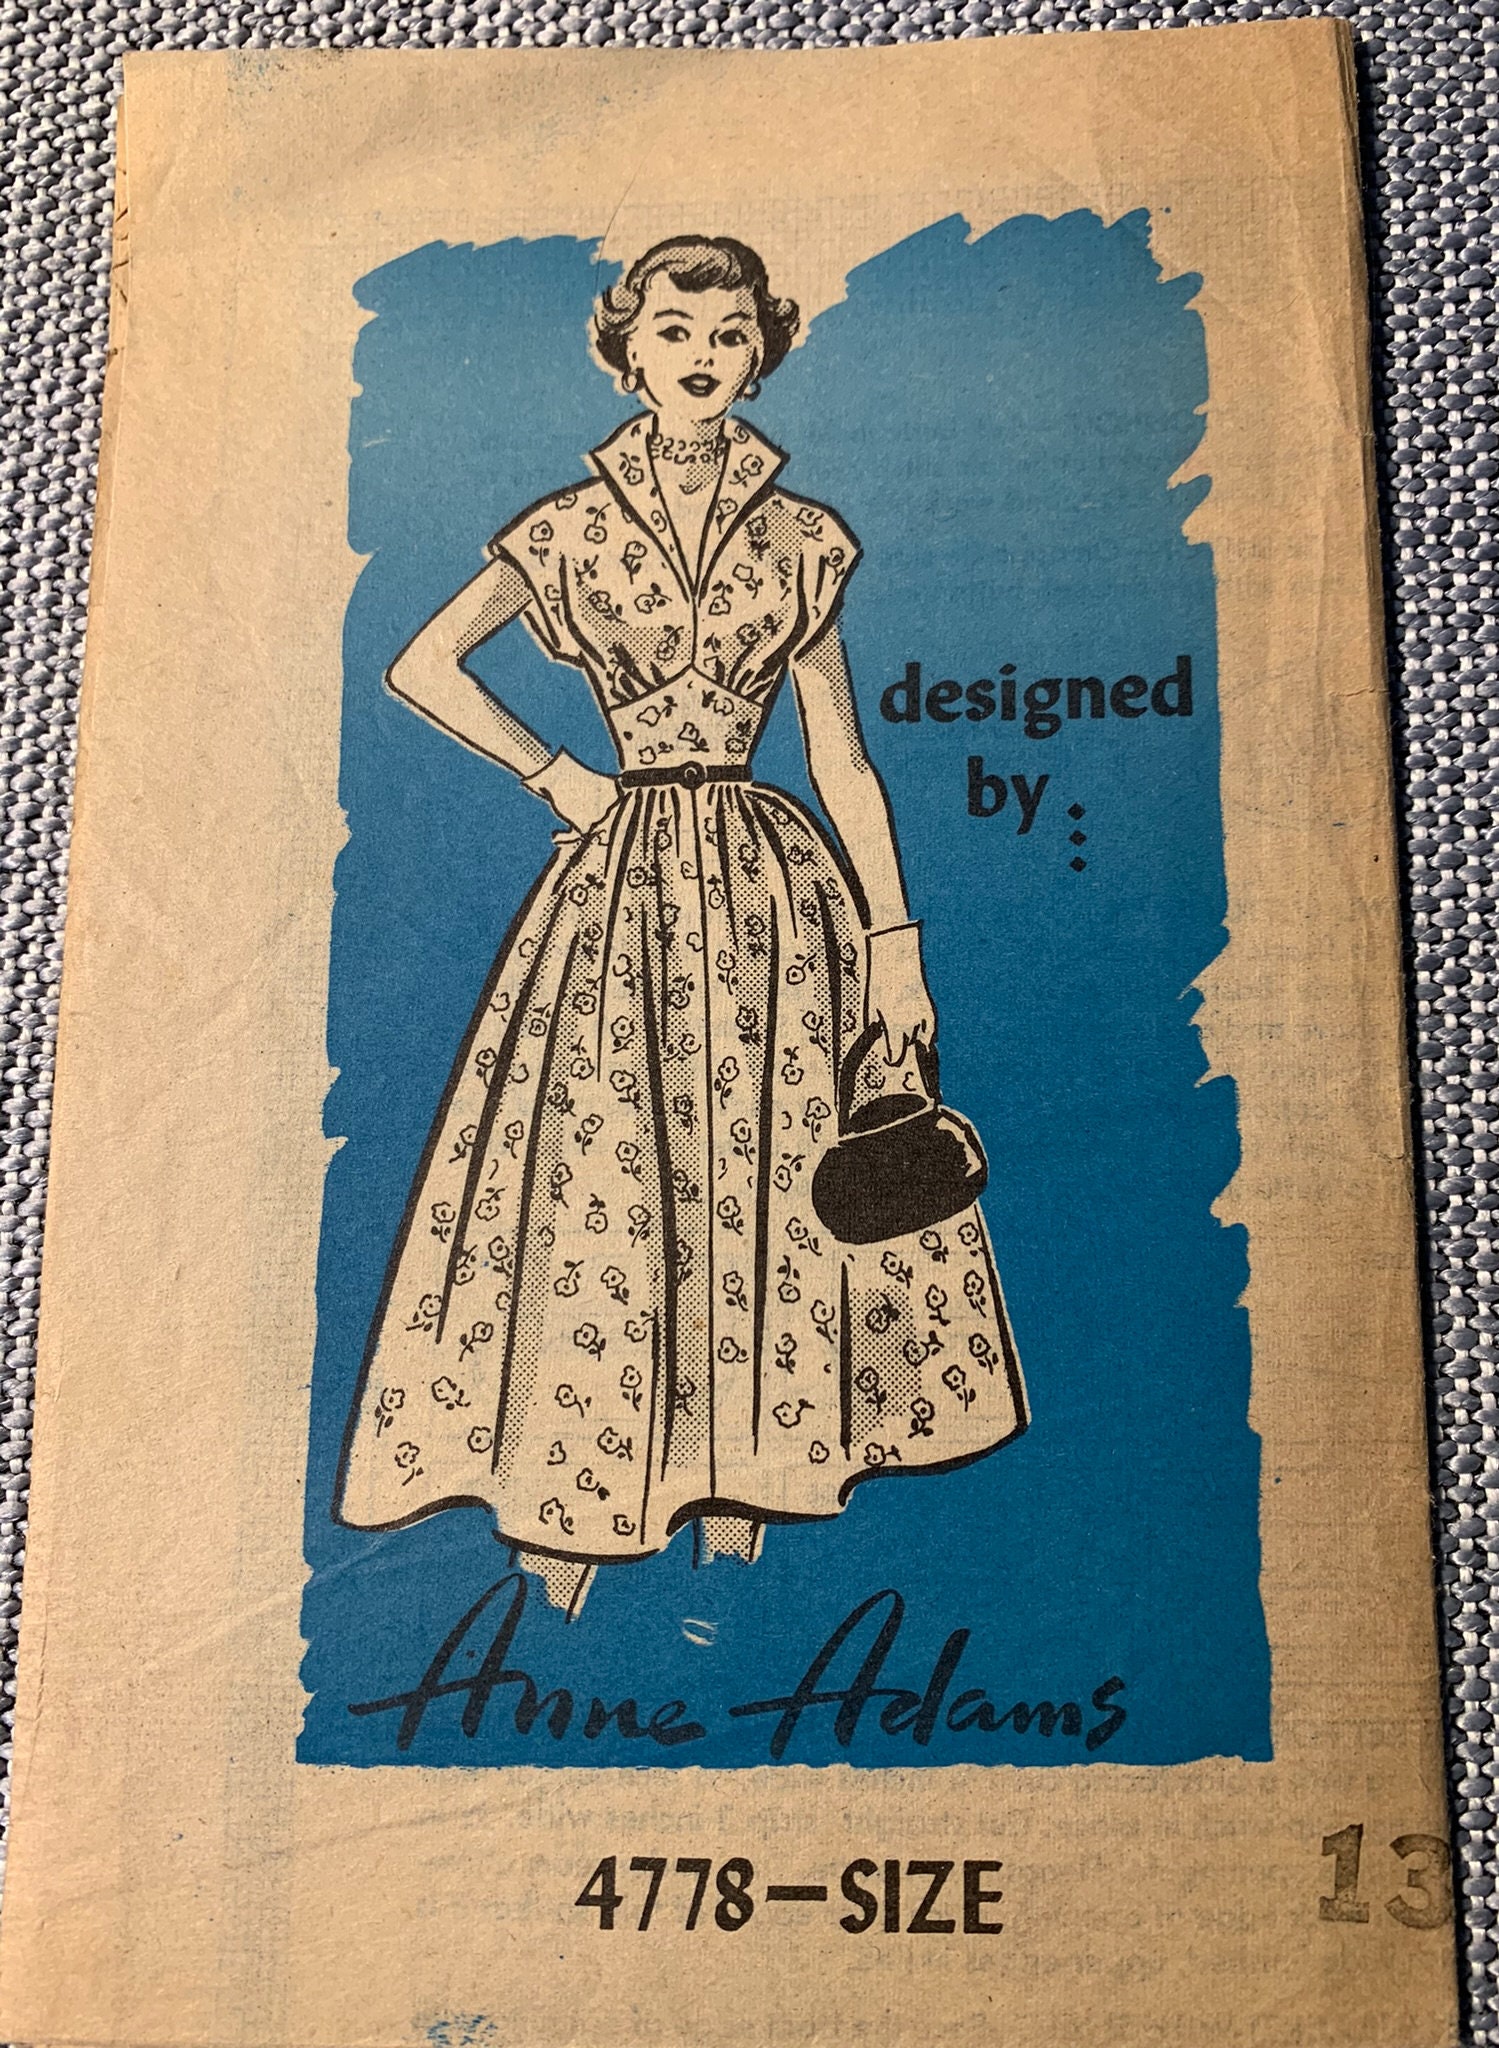 designed
by
Anne Adams
4778-SIZE 13